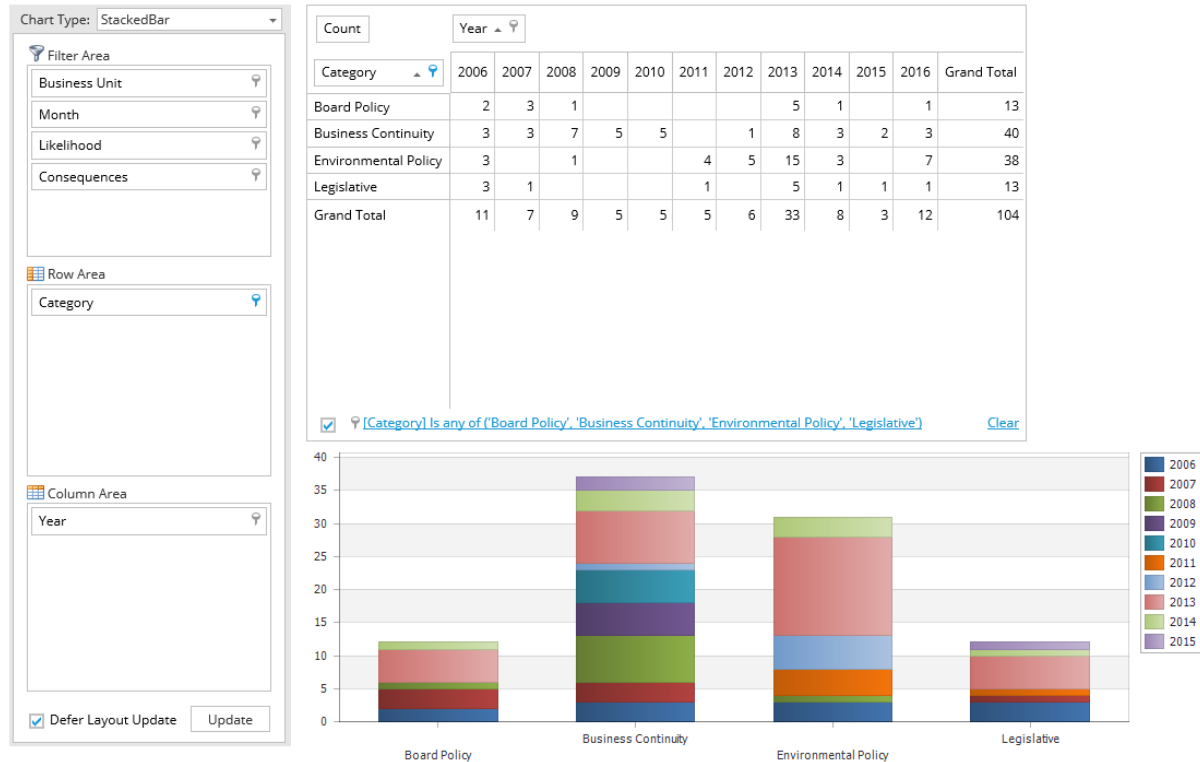 Chart Type: StackedBar
Filter Area
Business Unit
Month
Likelihood
Consequences
Row Area
Category
Column Area
Year
Defer Layout Update Update
Count Year
Category 2006 2007 2008 2009 2010 2011 2012 2013 2014 2015 2016 Grand Total
Board Policy 2 3 1 5 1 1 13
Business Continuity 3 3 7 5 5 1 8 3 2 3 40
Environmental Policy 3 1 4 5 15 3 7 38
Legislative 3 1 1 5 1 1 1 13
Grand Total 11 7 9 5 5 5 6 33 8 3 12 104
[Category] Is any of ('Board Policy', 'Business Continuity', 'Environmental Policy', 'Legislative') Clear
40
35
30
25
20
15
10
5
0
Board Policy
Business Continuity
Environmental Policy
Legislative
2006
2007
2008
2009
2010
2011
2012
2013
2014
2015